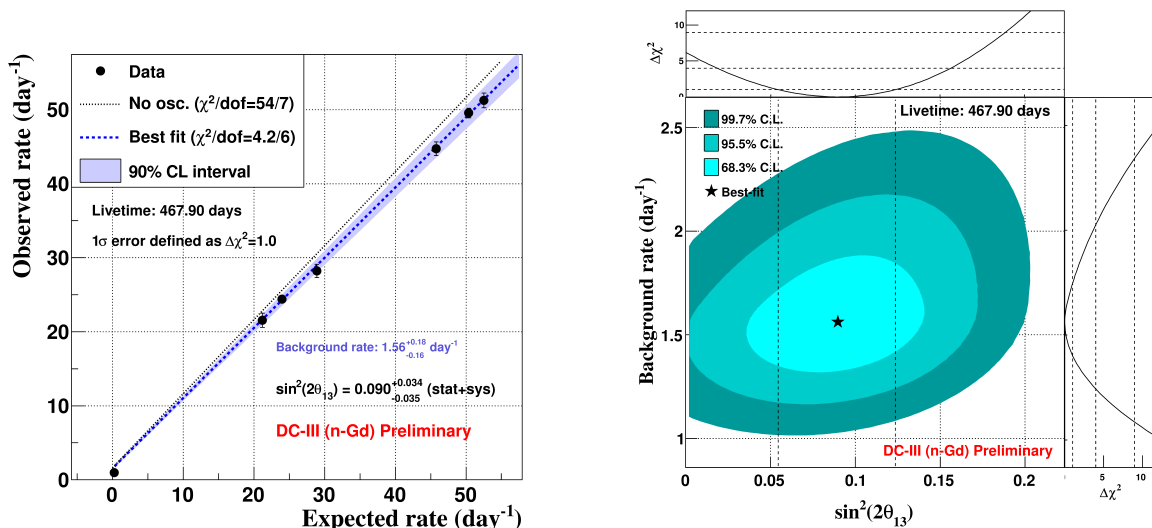 Data
No osc. (χ²/dof=54/7)
Best fit (χ²/dof=4.2/6)
90% CL interval
Livetime: 467.90 days
1σ error defined as Δχ²=1.0
Background rate: 1.56 +0.18 -0.16 day⁻¹
sin²(2θ₁₃) = 0.090 +0.034 -0.035 (stat+sys)
DC-III (n-Gd) Preliminary
Observed rate (day⁻¹)
50
40
30
20
10
0
0 10 20 30 40 50
Expected rate (day⁻¹)
Δχ²
10
5
Livetime: 467.90 days
99.7% C.L.
95.5% C.L.
68.3% C.L.
Best-fit
Background rate (day⁻¹)
2.5
2
1.5
1
DC-III (n-Gd) Preliminary
0 0.05 0.1 0.15 0.2
sin²(2θ₁₃)
5 10
Δχ²